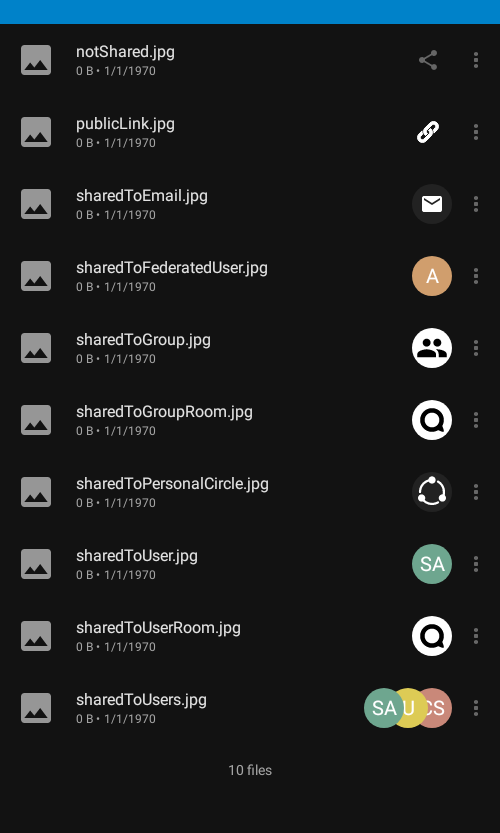 notShared.jpg
0 B • 1/1/1970
publicLink.jpg
0 B • 1/1/1970
sharedToEmail.jpg
0 B • 1/1/1970
sharedToFederatedUser.jpg
0 B • 1/1/1970
A
sharedToGroup.jpg
0 B • 1/1/1970
sharedToGroupRoom.jpg
0 B • 1/1/1970
sharedToPersonalCircle.jpg
0 B • 1/1/1970
sharedToUser.jpg
0 B • 1/1/1970
SA
sharedToUserRoom.jpg
0 B • 1/1/1970
sharedToUsers.jpg
0 B • 1/1/1970
SA U CS
10 files